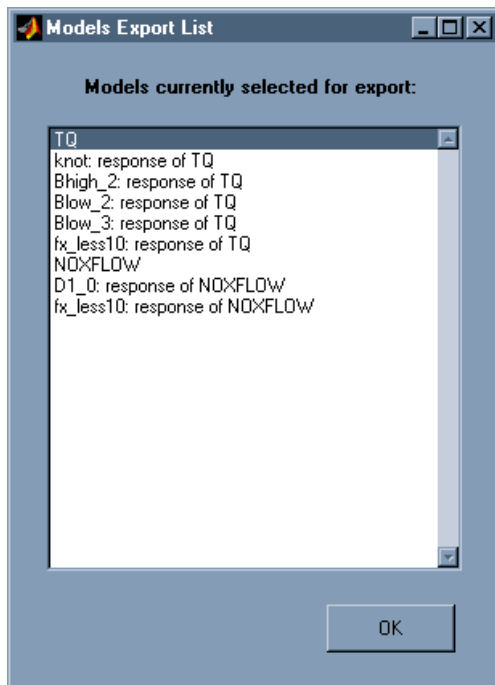 Models Export List
Models currently selected for export:
TQ
knot: response of TQ
Bhigh_2: response of TQ
Blow_2: response of TQ
Blow_3: response of TQ
fx_less10: response of TQ
NOXFLOW
D1_0: response of NOXFLOW
fx_less10: response of NOXFLOW
OK